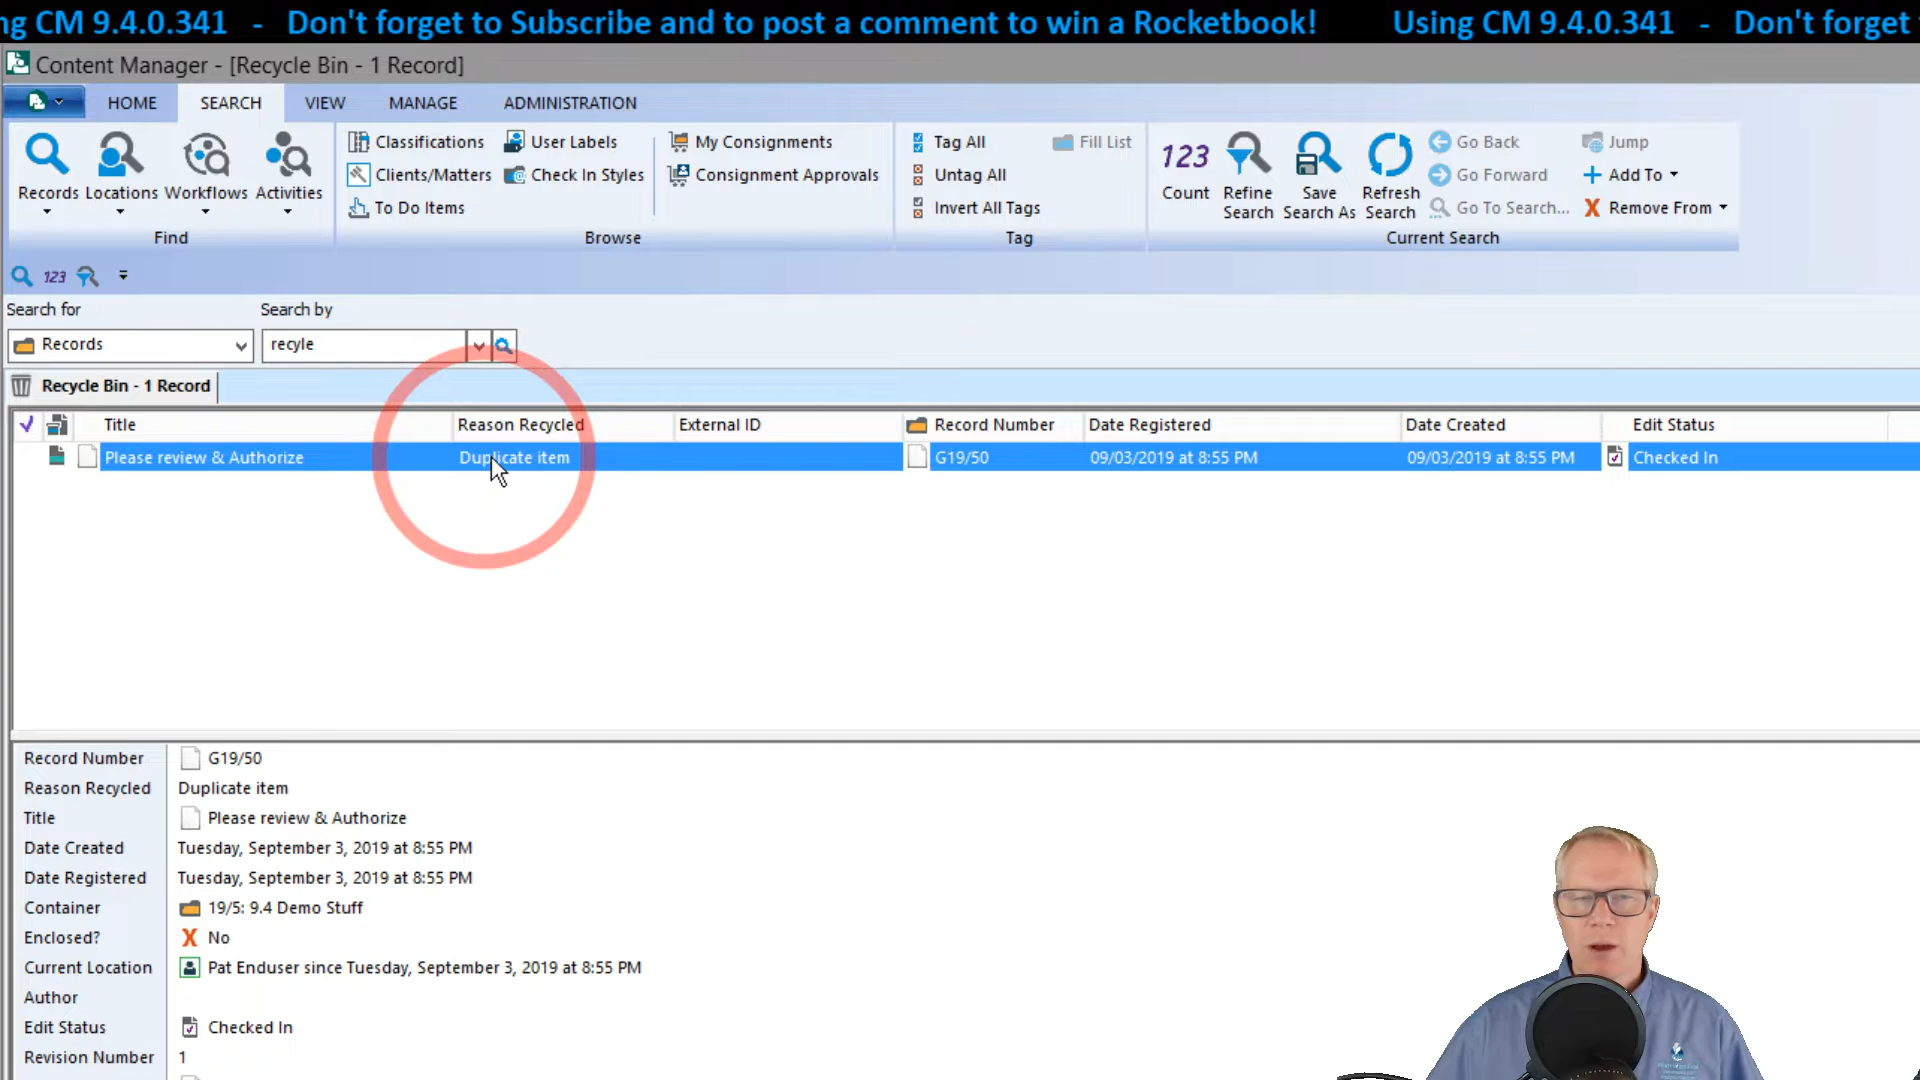 ng CM 9.4.0.341 - Don't forget to Subscribe and to post a comment to win a Rocketbook! Using CM 9.4.0.341 - Don't forget
Content Manager - [Recycle Bin - 1 Record]
HOME SEARCH VIEW MANAGE ADMINISTRATION
Classifications User Labels My Consignments Tag All Fill List Go Back Jump
Clients/Matters Check In Styles Consignment Approvals Untag All Go Forward Add To
To Do Items Invert All Tags Go To Search... Remove From
Records Locations Workflows Activities 123 Count Refine Search Save Search As Refresh Search
Find Browse Tag Current Search
123
Search for Search by
Records recyle
Recycle Bin - 1 Record
Title Reason Recycled External ID Record Number Date Registered Date Created Edit Status
Please review & Authorize Duplicate item G19/50 09/03/2019 at 8:55 PM 09/03/2019 at 8:55 PM Checked In
Record Number G19/50
Reason Recycled Duplicate item
Title Please review & Authorize
Date Created Tuesday, September 3, 2019 at 8:55 PM
Date Registered Tuesday, September 3, 2019 at 8:55 PM
Container 19/5: 9.4 Demo Stuff
Enclosed? No
Current Location Pat Enduser since Tuesday, September 3, 2019 at 8:55 PM
Author
Edit Status Checked In
Revision Number 1